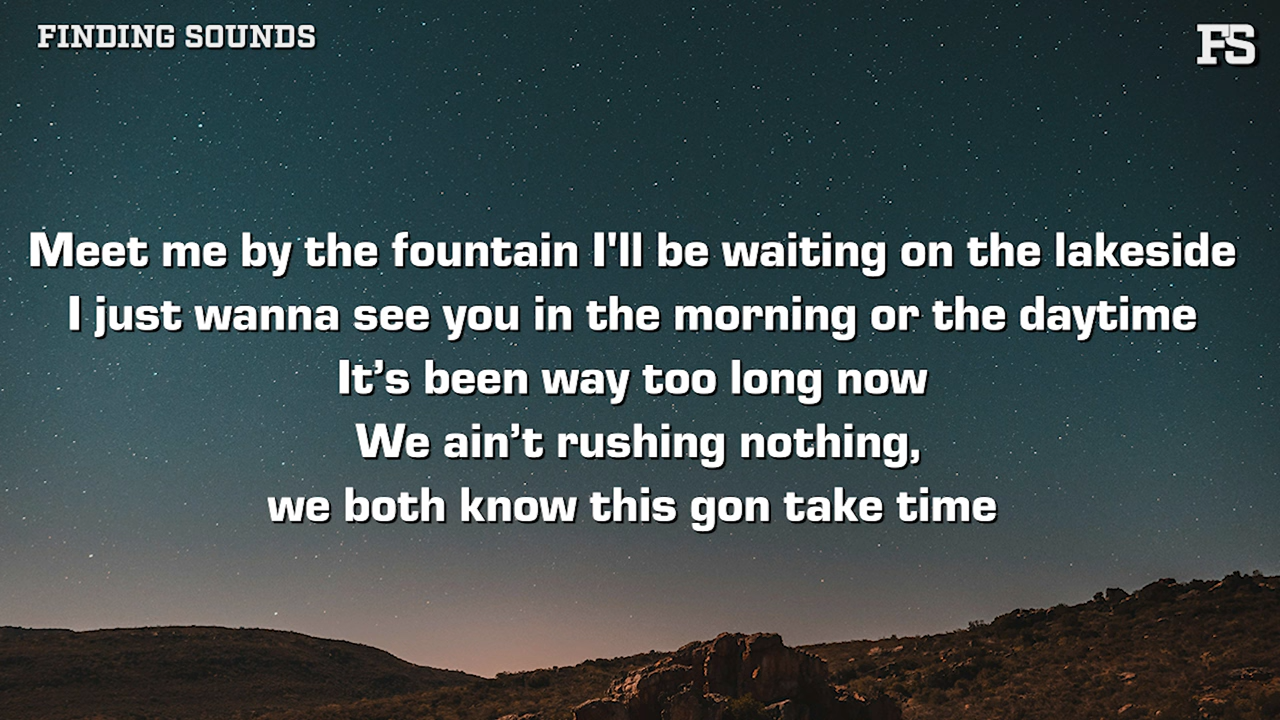 FINDING SOUNDS
FS
Meet me by the fountain I'll be waiting on the lakeside
I just wanna see you in the morning or the daytime
It’s been way too long now
We ain’t rushing nothing,
we both know this gon take time